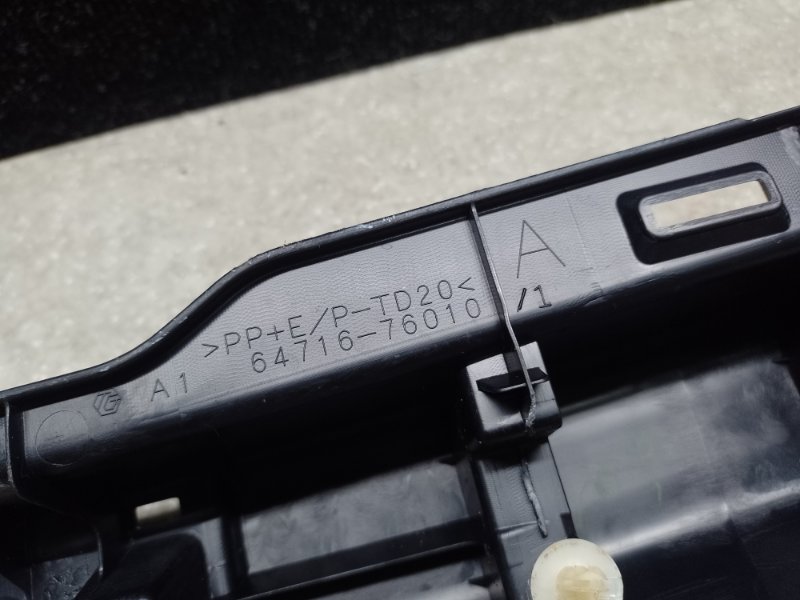 A
>PP+E/P-TD20<
64716-76010 /1
A1